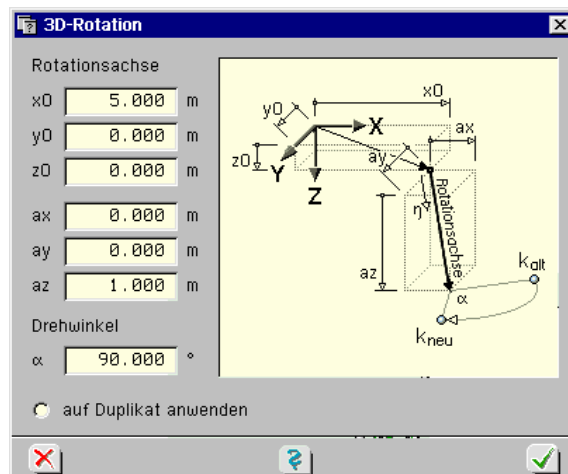 3D-Rotation
Rotationsachse
x0 5.000 m
y0 0.000 m
z0 0.000 m
ax 0.000 m
ay 0.000 m
az 1.000 m
Drehwinkel
α 90.000 °
auf Duplikat anwenden
x0
y0
X
ax
z0
ay
Y
Z
η
Rotationsachse
az
kalt
α
kneu